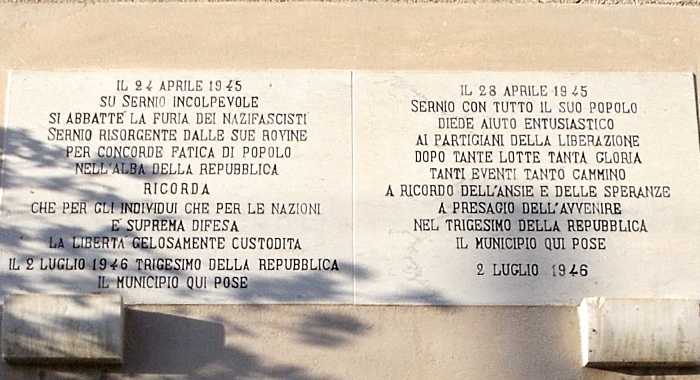 IL 24 APRILE 1945
SU SERNIO INCOLPEVOLE
SI ABBATTE' LA FURIA DEI NAZIFASCISTI
SERNIO RISORGENTE DALLE SUE ROVINE
PER CONCORDE FATICA DI POPOLO
NELL'ALBA DELLA REPUBBLICA
RICORDA
CHE PER GLI INDIVIDUI CHE PER LE NAZIONI
E' SUPREMA DIFESA
LA LIBERTÀ GELOSAMENTE CUSTODITA
IL 2 LUGLIO 1946 TRIGESIMO DELLA REPUBBLICA
IL MUNICIPIO QUI POSE
IL 28 APRILE 1945
SERNIO CON TUTTO IL SUO POPOLO
DIEDE AIUTO ENTUSIASTICO
AI PARTIGIANI DELLA LIBERAZIONE
DOPO TANTE LOTTE TANTA GLORIA
TANTI EVENTI TANTO CAMMINO
A RICORDO DELL'ANSIE E DELLE SPERANZE
A PRESAGIO DELL'AVVENIRE
NEL TRIGESIMO DELLA REPUBBLICA
IL MUNICIPIO QUI POSE
2 LUGLIO 1946